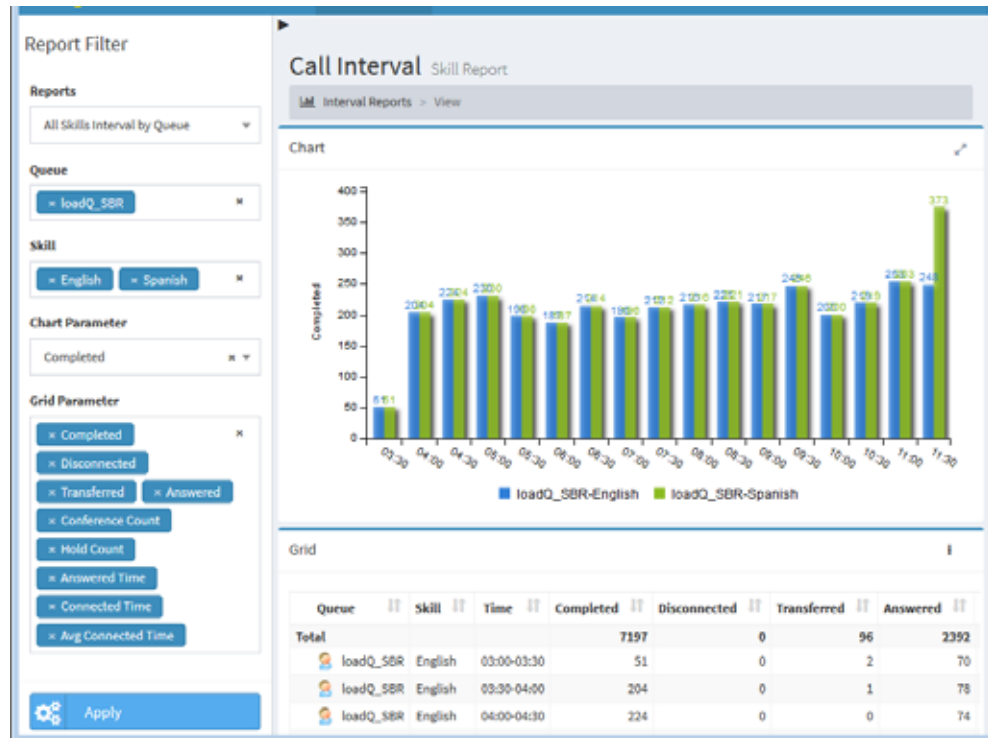 Report Filter
Reports
All Skills Interval by Queue
Queue
× loadQ_SBR ×
Skill
× English × Spanish ×
Chart Parameter
Completed ×
Grid Parameter
× Completed ×
× Disconnected
× Transferred × Answered
× Conference Count
× Hold Count
× Answered Time
× Connected Time
× Avg Connected Time
Apply
Call Interval Skill Report
Interval Reports > View
Chart
Completed
400
350
300
250
200
150
100
50
0
373
03:30 04:00 04:30 05:00 05:30 06:00 06:30 07:00 07:30 08:00 08:30 09:00 09:30 10:00 10:30 11:00 11:30
loadQ_SBR-English loadQ_SBR-Spanish
Grid
Queue Skill Time Completed Disconnected Transferred Answered
Total 7197 0 96 2392
loadQ_SBR English 03:00-03:30 51 0 2 70
loadQ_SBR English 03:30-04:00 204 0 1 78
loadQ_SBR English 04:00-04:30 224 0 0 74